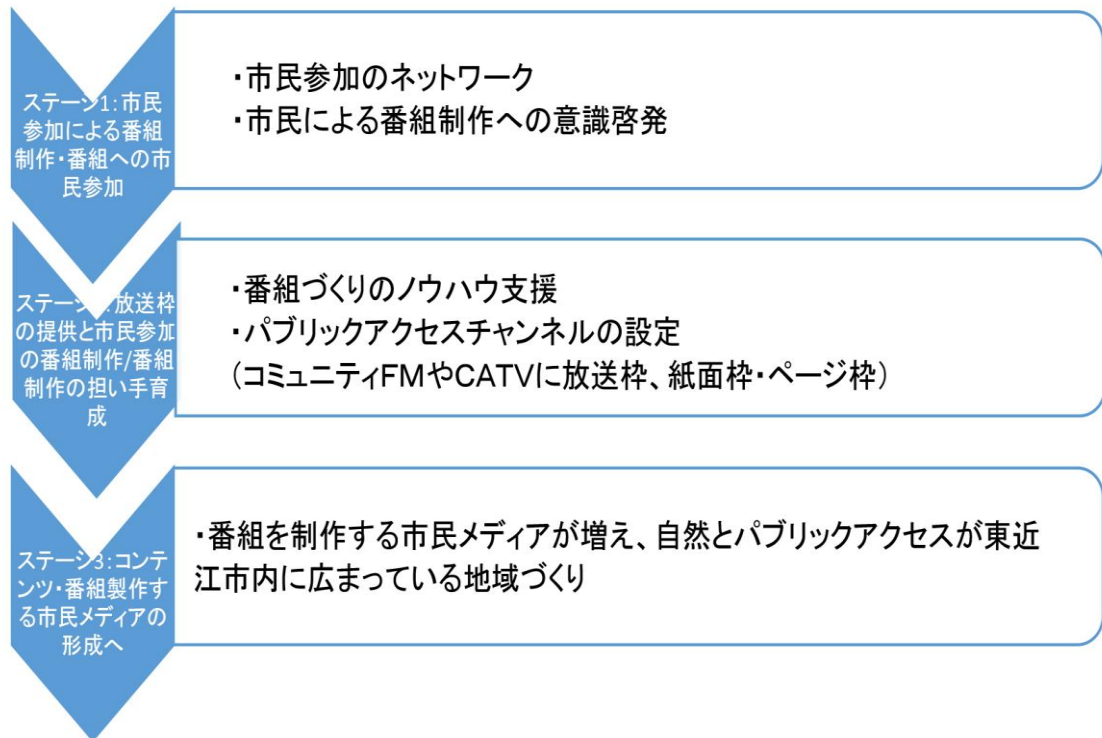 ステージ1:市民
参加による番組
制作・番組への市
民参加
・市民参加のネットワーク
・市民による番組制作への意識啓発
ステージ 放送枠
の提供と市民参加
の番組制作/番組
制作の担い手育
成
・番組づくりのノウハウ支援
・パブリックアクセスチャンネルの設定
(コミュニティFMやCATVに放送枠、紙面枠・ページ枠)
ステージ3:コンテ
ンツ・番組製作す
る市民メディアの
形成へ
・番組を制作する市民メディアが増え、自然とパブリックアクセスが東近
江市内に広まっている地域づくり